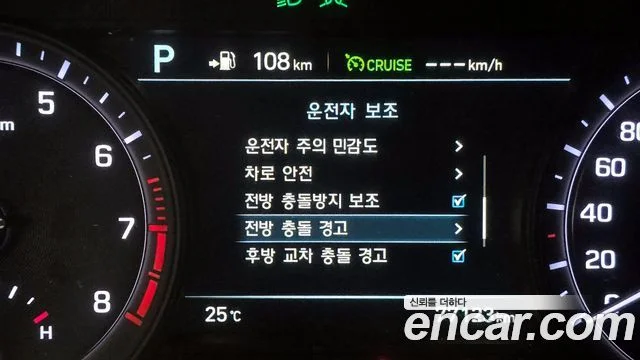 P 108 km CRUISE --- km/h
운전자 보조
운전자 주의 민감도 >
차로 안전 >
전방 충돌방지 보조
전방 충돌 경고 >
후방 교차 충돌 경고
25℃
5
6
7
8
H
80
60
40
20
신뢰를 더하다
encar.com